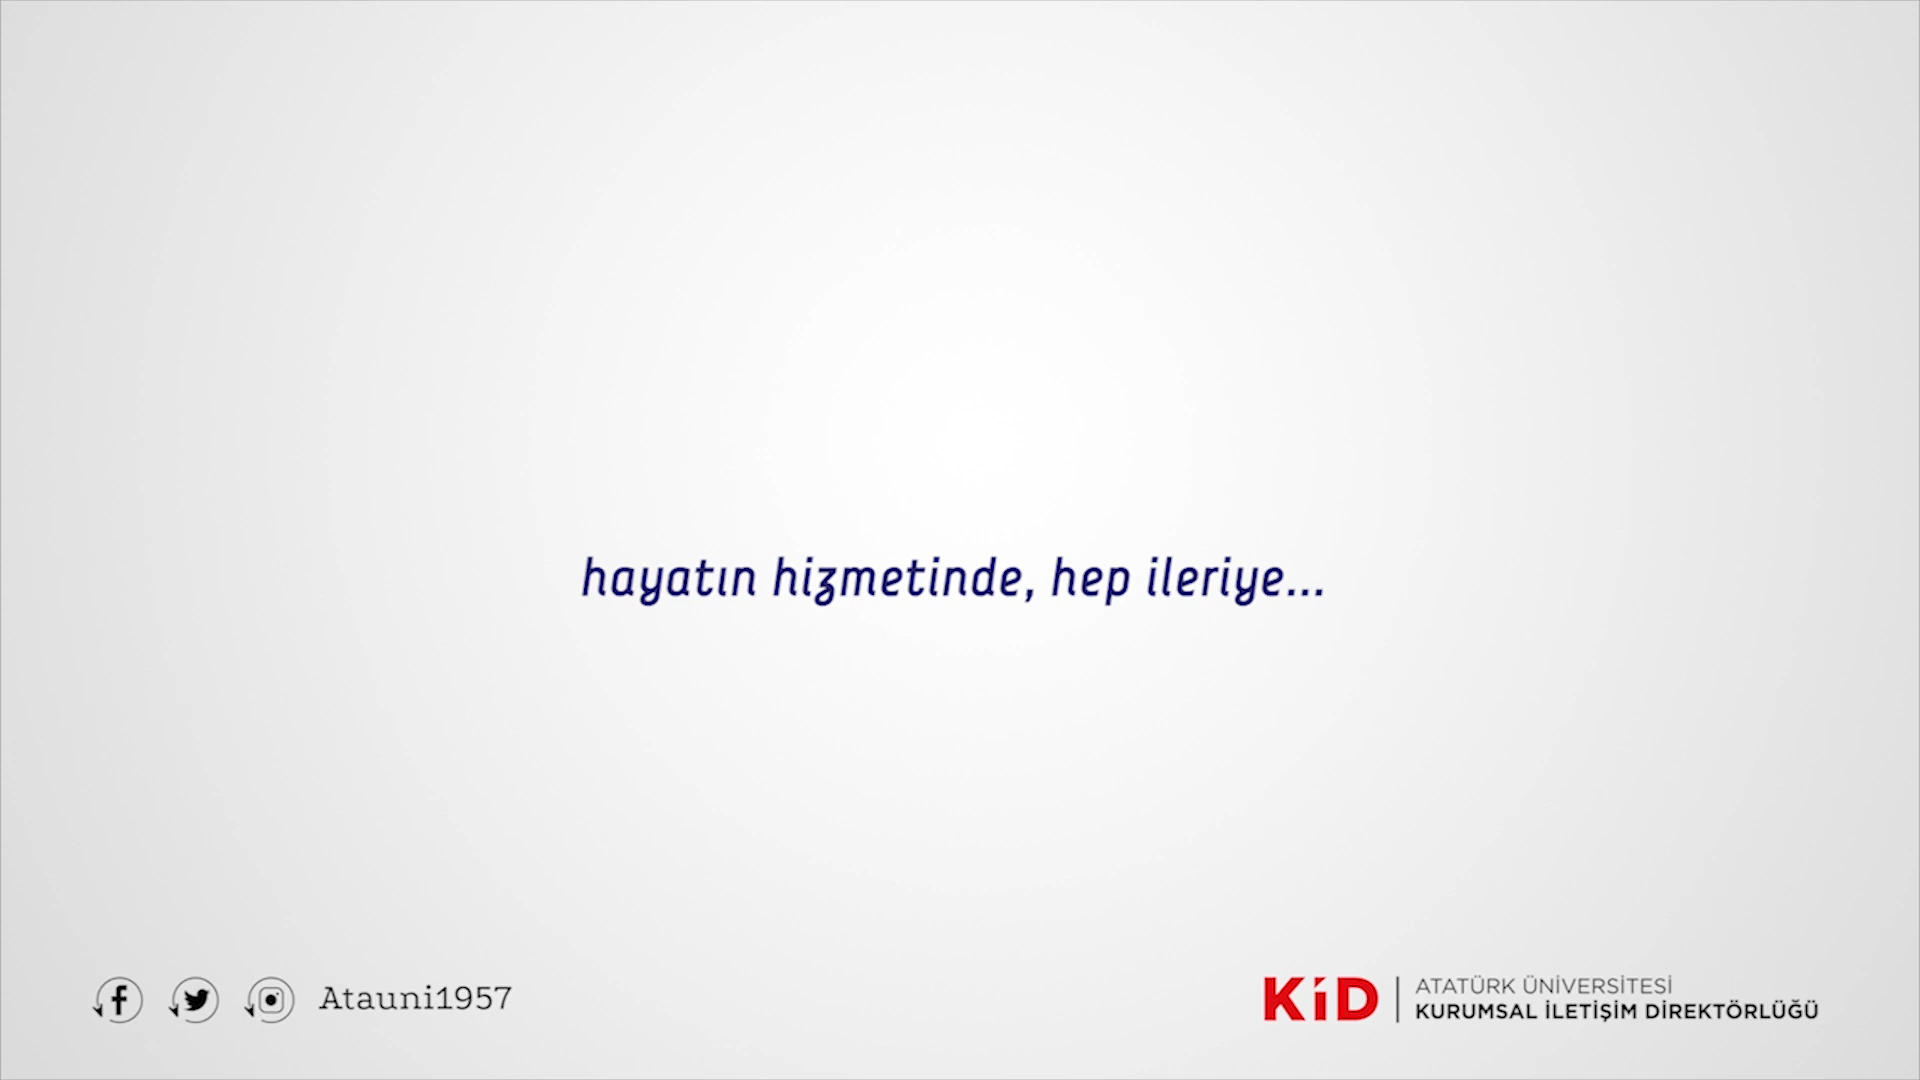 hayatın hizmetinde, hep ileriye...
Atauni1957
KİD
ATATÜRK ÜNİVERSİTESİ
KURUMSAL İLETİŞİM DİREKTÖRLÜĞÜ